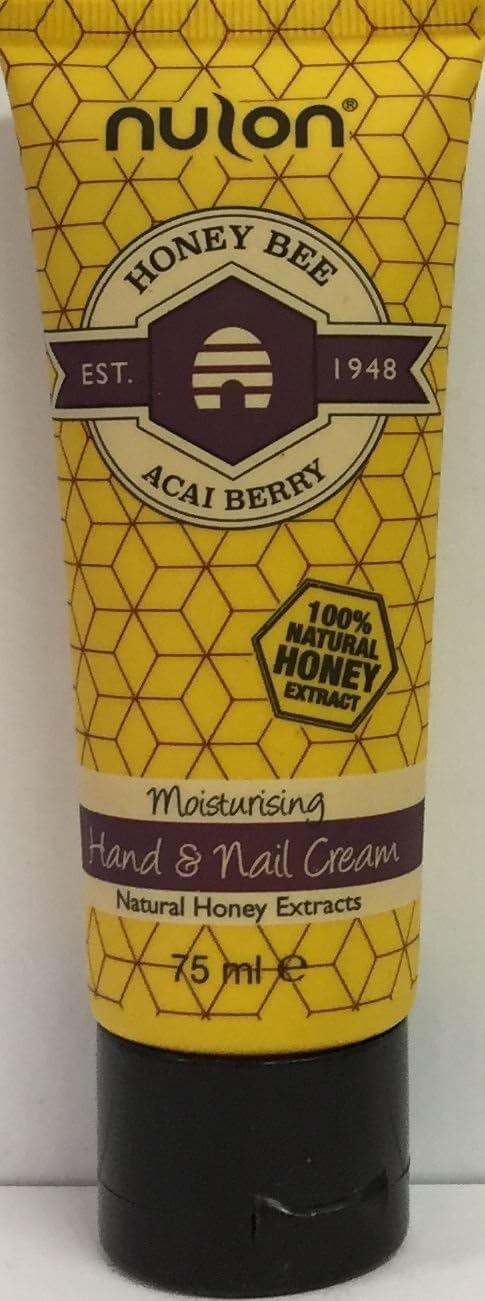 nulon®
HONEY BEE
EST. 1948
ACAI BERRY
100%
NATURAL
HONEY
EXTRACT
Moisturising
Hand & Nail Cream
Natural Honey Extracts
75 ml ℮